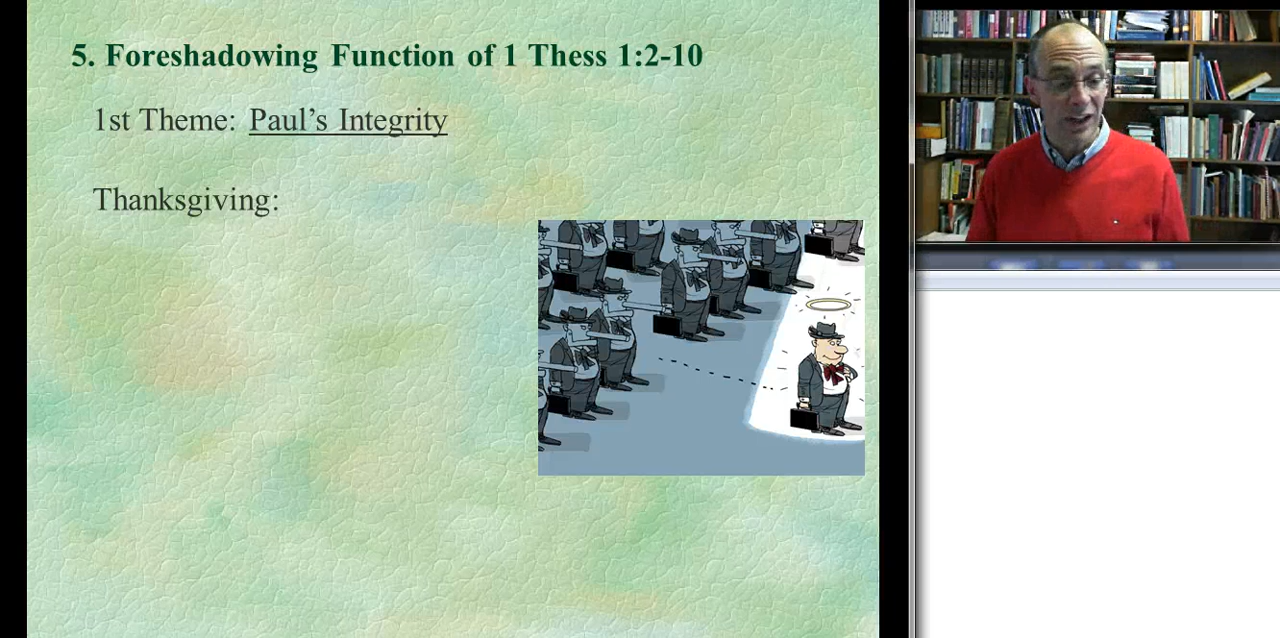 5. Foreshadowing Function of 1 Thess 1:2-10
1st Theme: Paul’s Integrity
Thanksgiving: